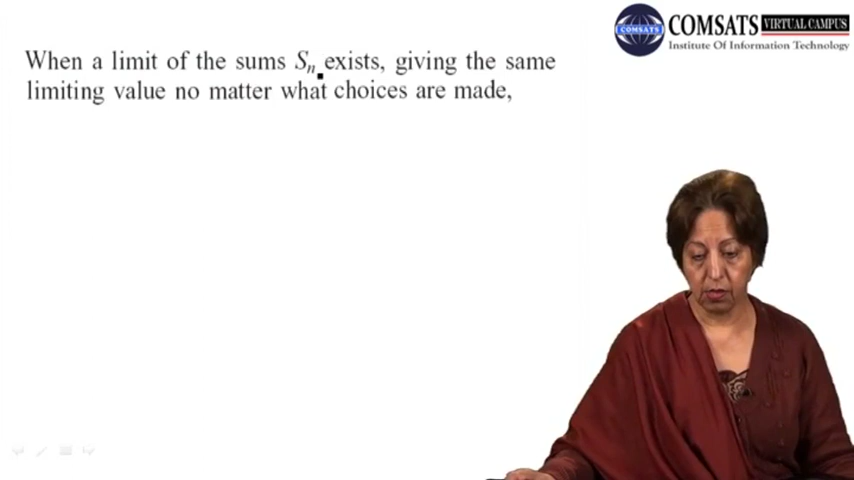 When a limit of the sums Sn exists, giving the same
limiting value no matter what choices are made,
COMSATS VIRTUAL CAMPUS
Institute Of Information Technology
COMSATS